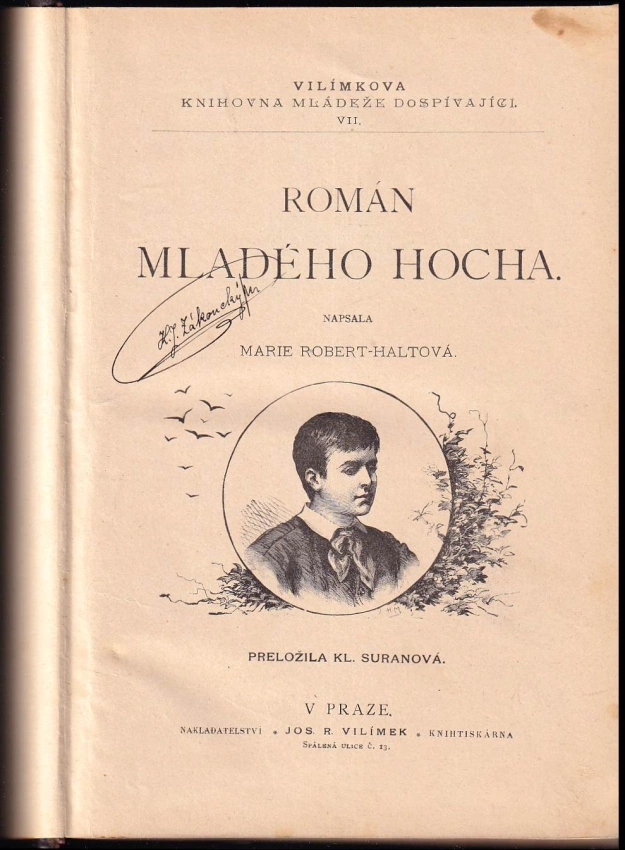 VILÍMKOVA
KNIHOVNA MLÁDEŽE DOSPÍVAJÍCÍ.
VII.
ROMÁN
MLADÉHO HOCHA.
K. J. Zákoucký
NAPSALA
MARIE ROBERT-HALTOVÁ.
PRELOŽILA KL. SURANOVÁ.
V PRAZE.
NAKLADATELSTVÍ * JOS. R. VILÍMEK * KNIHTISKÁRNA
SPÁLENÁ ULICE Č. 13.